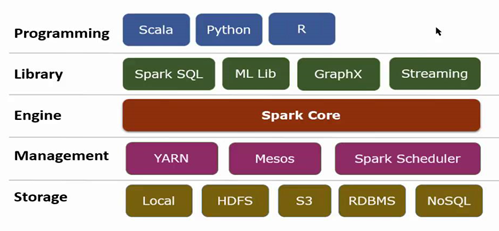 Programming Scala Python R
Library Spark SQL ML Lib GraphX Streaming
Engine Spark Core
Management YARN Mesos Spark Scheduler
Storage Local HDFS S3 RDBMS NoSQL